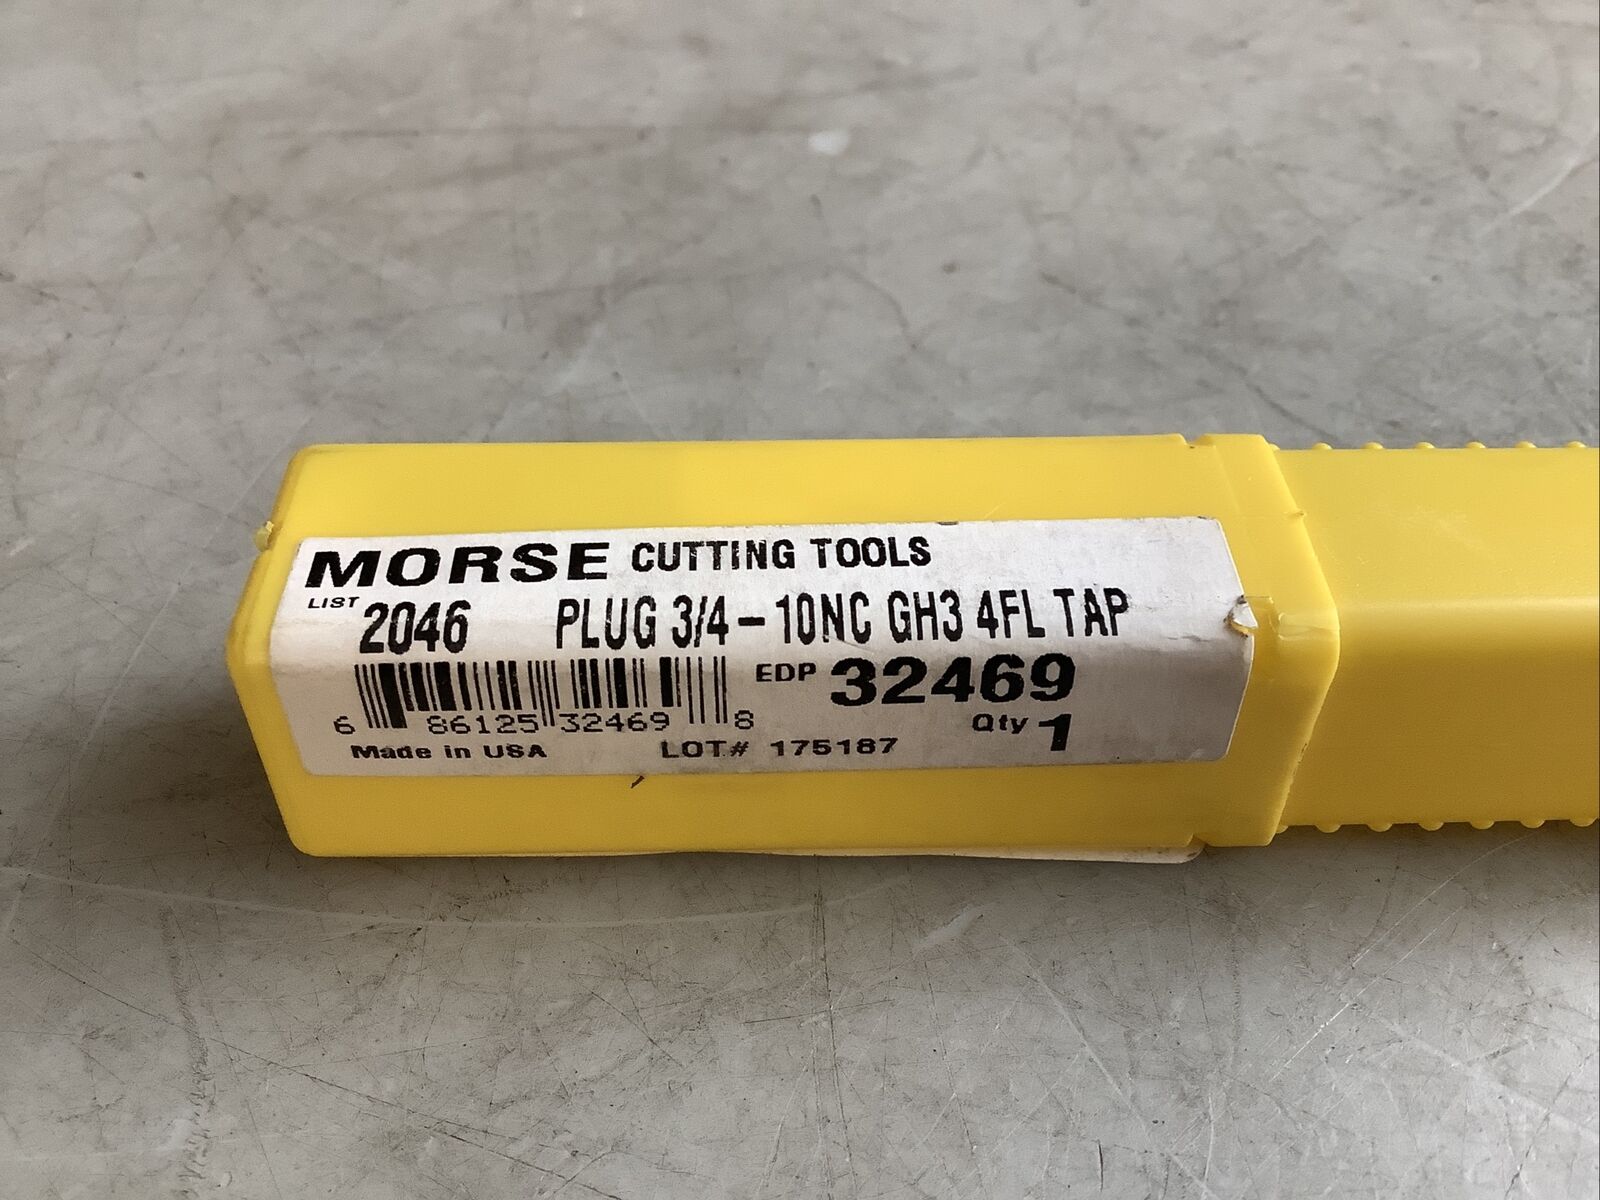 MORSE CUTTING TOOLS
LIST 2046 PLUG 3/4-10NC GH3 4FL TAP
EDP 32469
6 86125 32469 8
Qty 1
Made in USA LOT# 175187